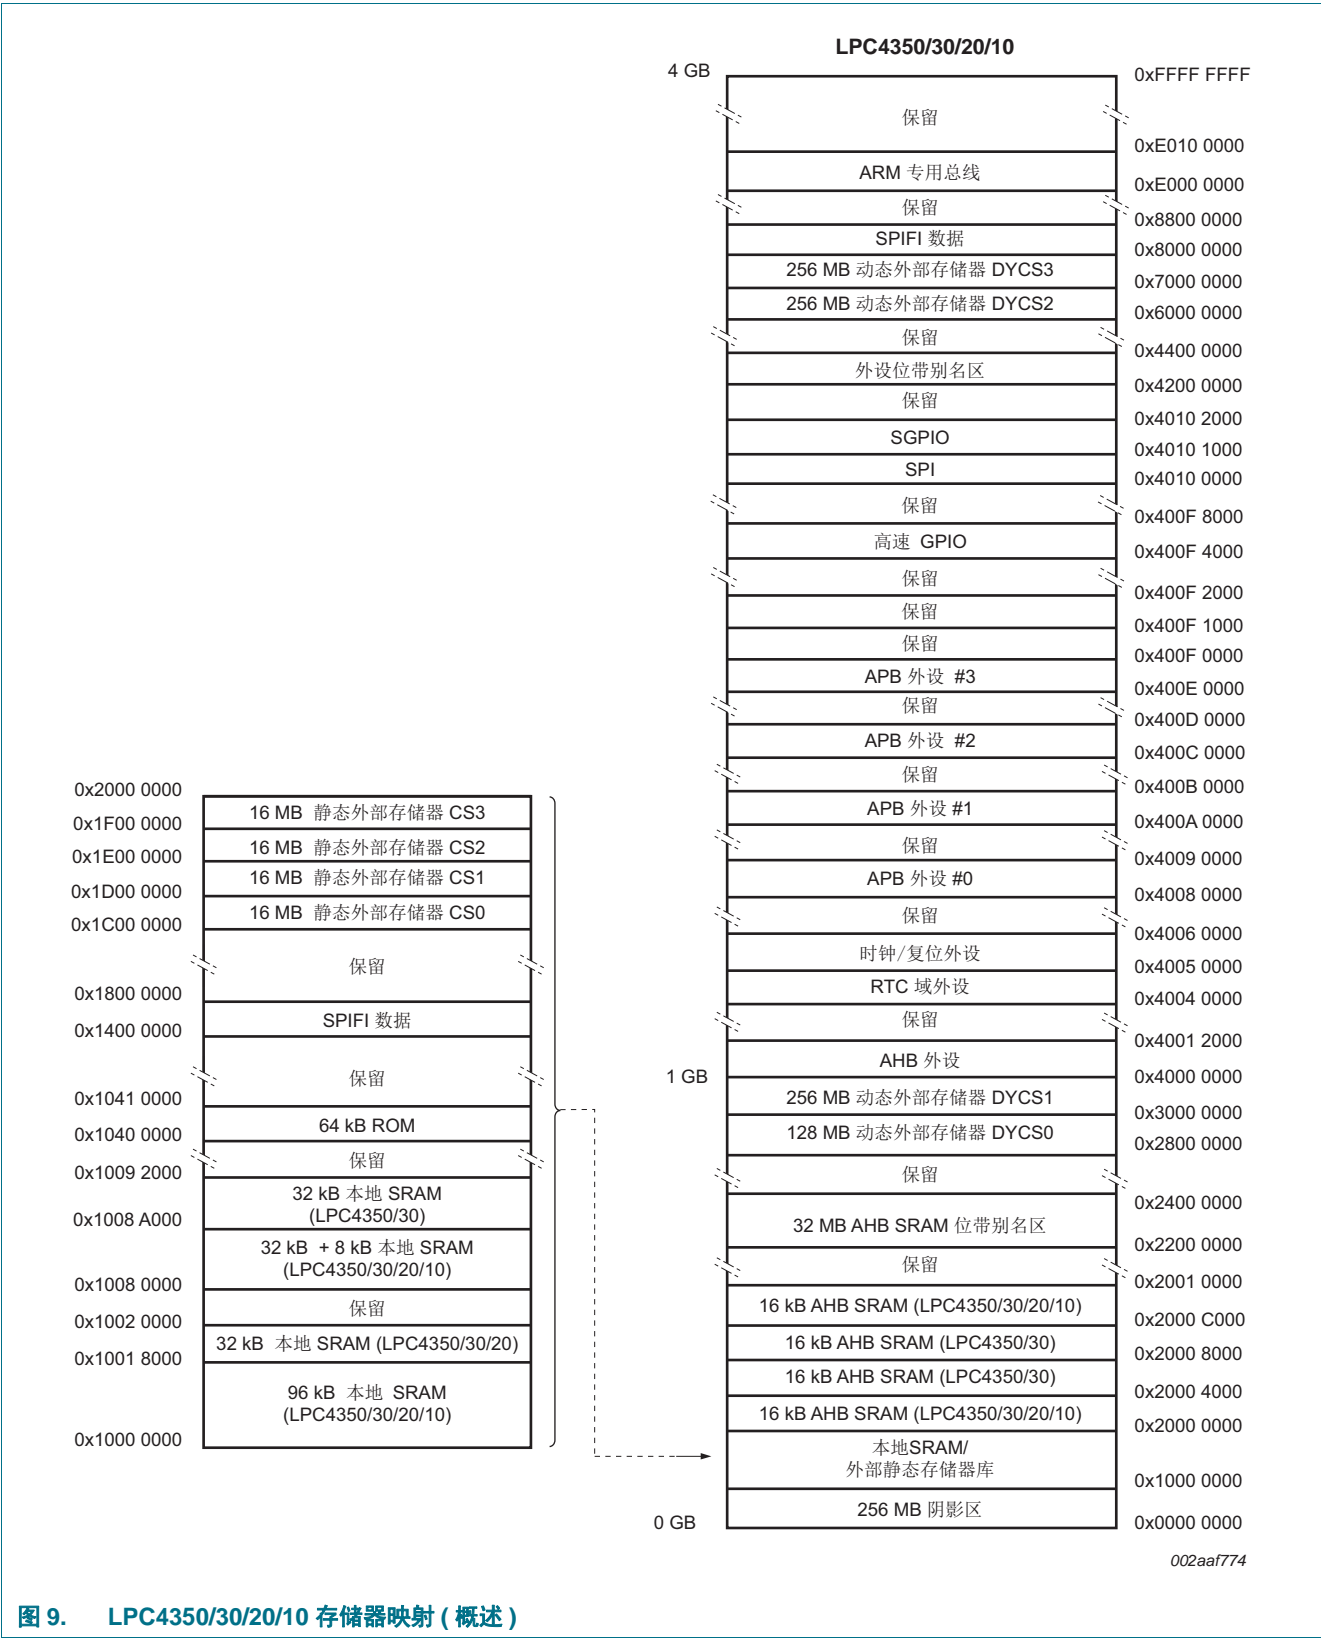 LPC4350/30/20/10
4 GB
0xFFFF FFFF
保留
0xE010 0000
ARM 专用总线
0xE000 0000
保留
0x8800 0000
SPIFI 数据
0x8000 0000
256 MB 动态外部存储器 DYCS3
0x7000 0000
256 MB 动态外部存储器 DYCS2
0x6000 0000
保留
0x4400 0000
外设位带别名区
0x4200 0000
保留
0x4010 2000
SGPIO
0x4010 1000
SPI
0x4010 0000
保留
0x400F 8000
高速 GPIO
0x400F 4000
保留
0x400F 2000
保留
0x400F 1000
保留
0x400F 0000
APB 外设 #3
0x400E 0000
保留
0x400D 0000
APB 外设 #2
0x400C 0000
保留
0x400B 0000
APB 外设 #1
0x400A 0000
保留
0x4009 0000
APB 外设 #0
0x4008 0000
保留
0x4006 0000
时钟/复位外设
0x4005 0000
RTC 域外设
0x4004 0000
保留
0x4001 2000
AHB 外设
1 GB
0x4000 0000
256 MB 动态外部存储器 DYCS1
0x3000 0000
128 MB 动态外部存储器 DYCS0
0x2800 0000
保留
0x2400 0000
32 MB AHB SRAM 位带别名区
0x2200 0000
保留
0x2001 0000
16 kB AHB SRAM (LPC4350/30/20/10)
0x2000 C000
16 kB AHB SRAM (LPC4350/30)
0x2000 8000
16 kB AHB SRAM (LPC4350/30)
0x2000 4000
16 kB AHB SRAM (LPC4350/30/20/10)
0x2000 0000
本地SRAM/
外部静态存储器库
0x1000 0000
256 MB 阴影区
0 GB
0x0000 0000
0x2000 0000
16 MB 静态外部存储器 CS3
0x1F00 0000
16 MB 静态外部存储器 CS2
0x1E00 0000
16 MB 静态外部存储器 CS1
0x1D00 0000
16 MB 静态外部存储器 CS0
0x1C00 0000
保留
0x1800 0000
SPIFI 数据
0x1400 0000
保留
0x1041 0000
64 kB ROM
0x1040 0000
保留
0x1009 2000
32 kB 本地 SRAM
(LPC4350/30)
0x1008 A000
32 kB + 8 kB 本地 SRAM
(LPC4350/30/20/10)
0x1008 0000
保留
0x1002 0000
32 kB 本地 SRAM (LPC4350/30/20)
0x1001 8000
96 kB 本地 SRAM
(LPC4350/30/20/10)
0x1000 0000
002aaf774
图 9. LPC4350/30/20/10 存储器映射 ( 概述 )